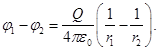 φ₁ - φ₂ = Q/(4πε₀) (1/r₁ - 1/r₂).